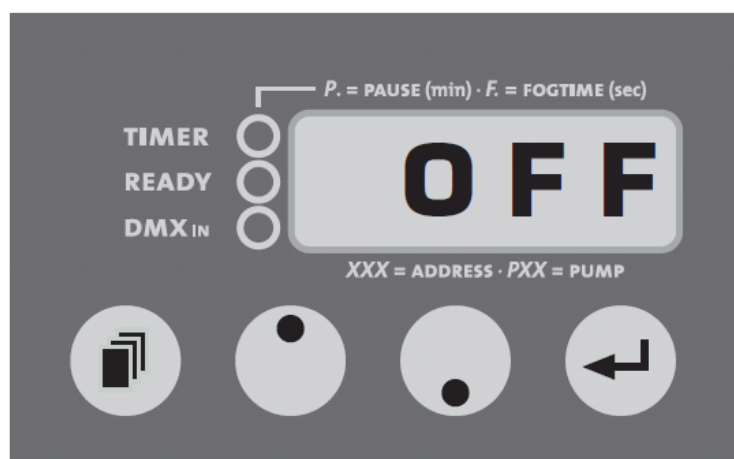 P. = PAUSE (min) · F. = FOGTIME (sec)
TIMER
READY
DMX IN
OFF
XXX = ADDRESS · PXX = PUMP